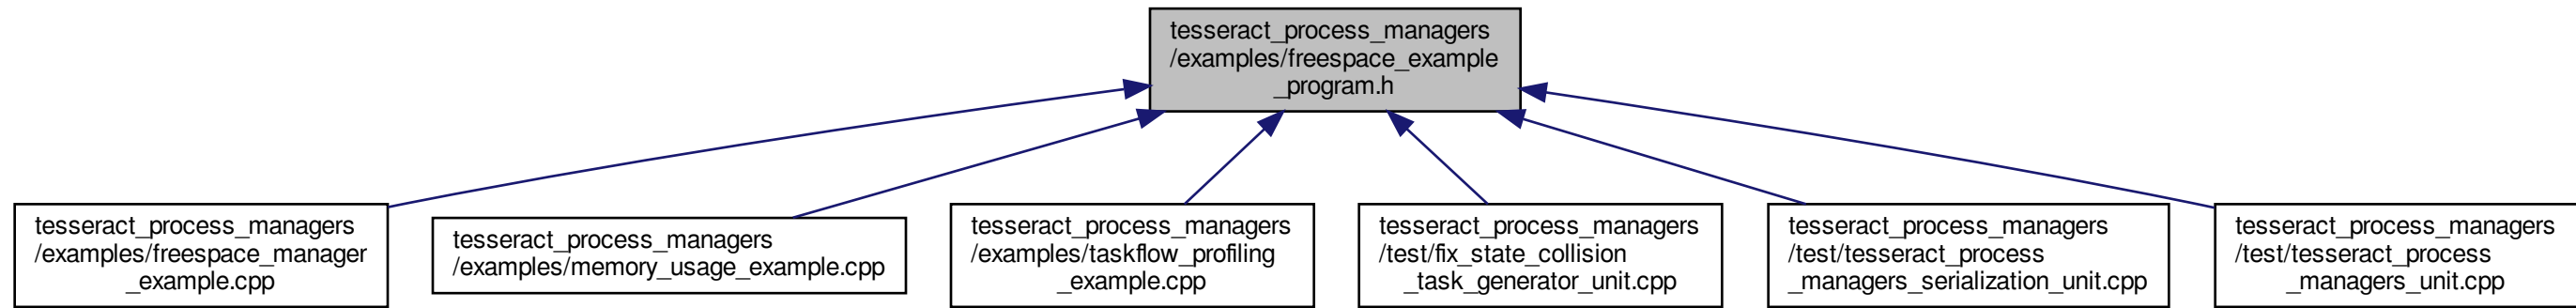 tesseract_process_managers
/examples/freespace_example
_program.h
tesseract_process_managers
/examples/freespace_manager
_example.cpp
tesseract_process_managers
/examples/memory_usage_example.cpp
tesseract_process_managers
/examples/taskflow_profiling
_example.cpp
tesseract_process_managers
/test/fix_state_collision
_task_generator_unit.cpp
tesseract_process_managers
/test/tesseract_process
_managers_serialization_unit.cpp
tesseract_process_managers
/test/tesseract_process
_managers_unit.cpp